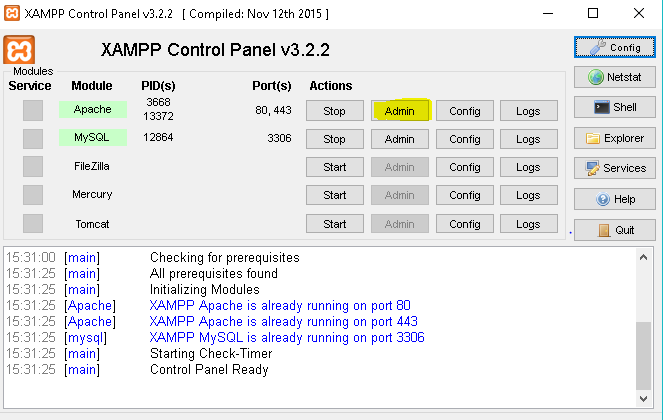 XAMPP Control Panel v3.2.2 [ Compiled: Nov 12th 2015 ]
XAMPP Control Panel v3.2.2
Config
Modules
Service Module PID(s) Port(s) Actions
Netstat
Apache 3668 13372 80, 443 Stop Admin Config Logs
Shell
MySQL 12864 3306 Stop Admin Config Logs
Explorer
FileZilla Start Admin Config Logs
Services
Mercury Start Admin Config Logs
Help
Tomcat Start Admin Config Logs
Quit
15:31:00 [main] Checking for prerequisites
15:31:25 [main] All prerequisites found
15:31:25 [main] Initializing Modules
15:31:25 [Apache] XAMPP Apache is already running on port 80
15:31:25 [Apache] XAMPP Apache is already running on port 443
15:31:25 [mysql] XAMPP MySQL is already running on port 3306
15:31:25 [main] Starting Check-Timer
15:31:25 [main] Control Panel Ready